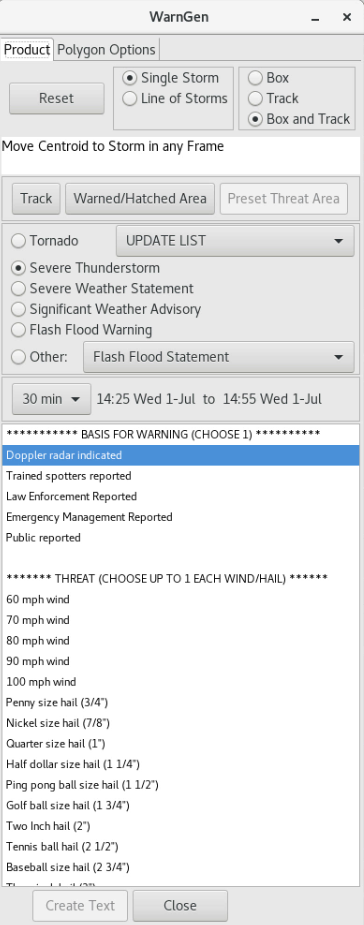 WarnGen
Product Polygon Options
Reset
Single Storm
Line of Storms
Box
Track
Box and Track
Move Centroid to Storm in any Frame
Track Warned/Hatched Area Preset Threat Area
Tornado UPDATE LIST
Severe Thunderstorm
Severe Weather Statement
Significant Weather Advisory
Flash Flood Warning
Other: Flash Flood Statement
30 min 14:25 Wed 1-Jul to 14:55 Wed 1-Jul
*********** BASIS FOR WARNING (CHOOSE 1) **********
Doppler radar indicated
Trained spotters reported
Law Enforcement Reported
Emergency Management Reported
Public reported
******* THREAT (CHOOSE UP TO 1 EACH WIND/HAIL) ******
60 mph wind
70 mph wind
80 mph wind
90 mph wind
100 mph wind
Penny size hail (3/4")
Nickel size hail (7/8")
Quarter size hail (1")
Half dollar size hail (1 1/4")
Ping pong ball size hail (1 1/2")
Golf ball size hail (1 3/4")
Two Inch hail (2")
Tennis ball hail (2 1/2")
Baseball size hail (2 3/4")
Create Text Close